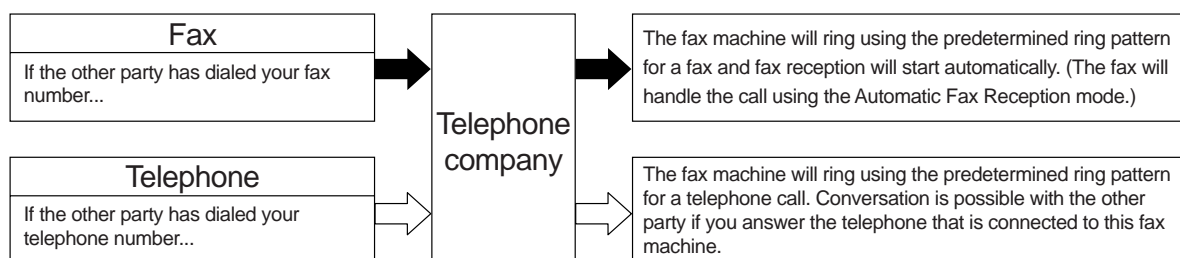 Fax
If the other party has dialed your fax
number...
Telephone
If the other party has dialed your
telephone number...
Telephone
company
The fax machine will ring using the predetermined ring pattern
for a fax and fax reception will start automatically. (The fax will
handle the call using the Automatic Fax Reception mode.)
The fax machine will ring using the predetermined ring pattern
for a telephone call. Conversation is possible with the other
party if you answer the telephone that is connected to this fax
machine.